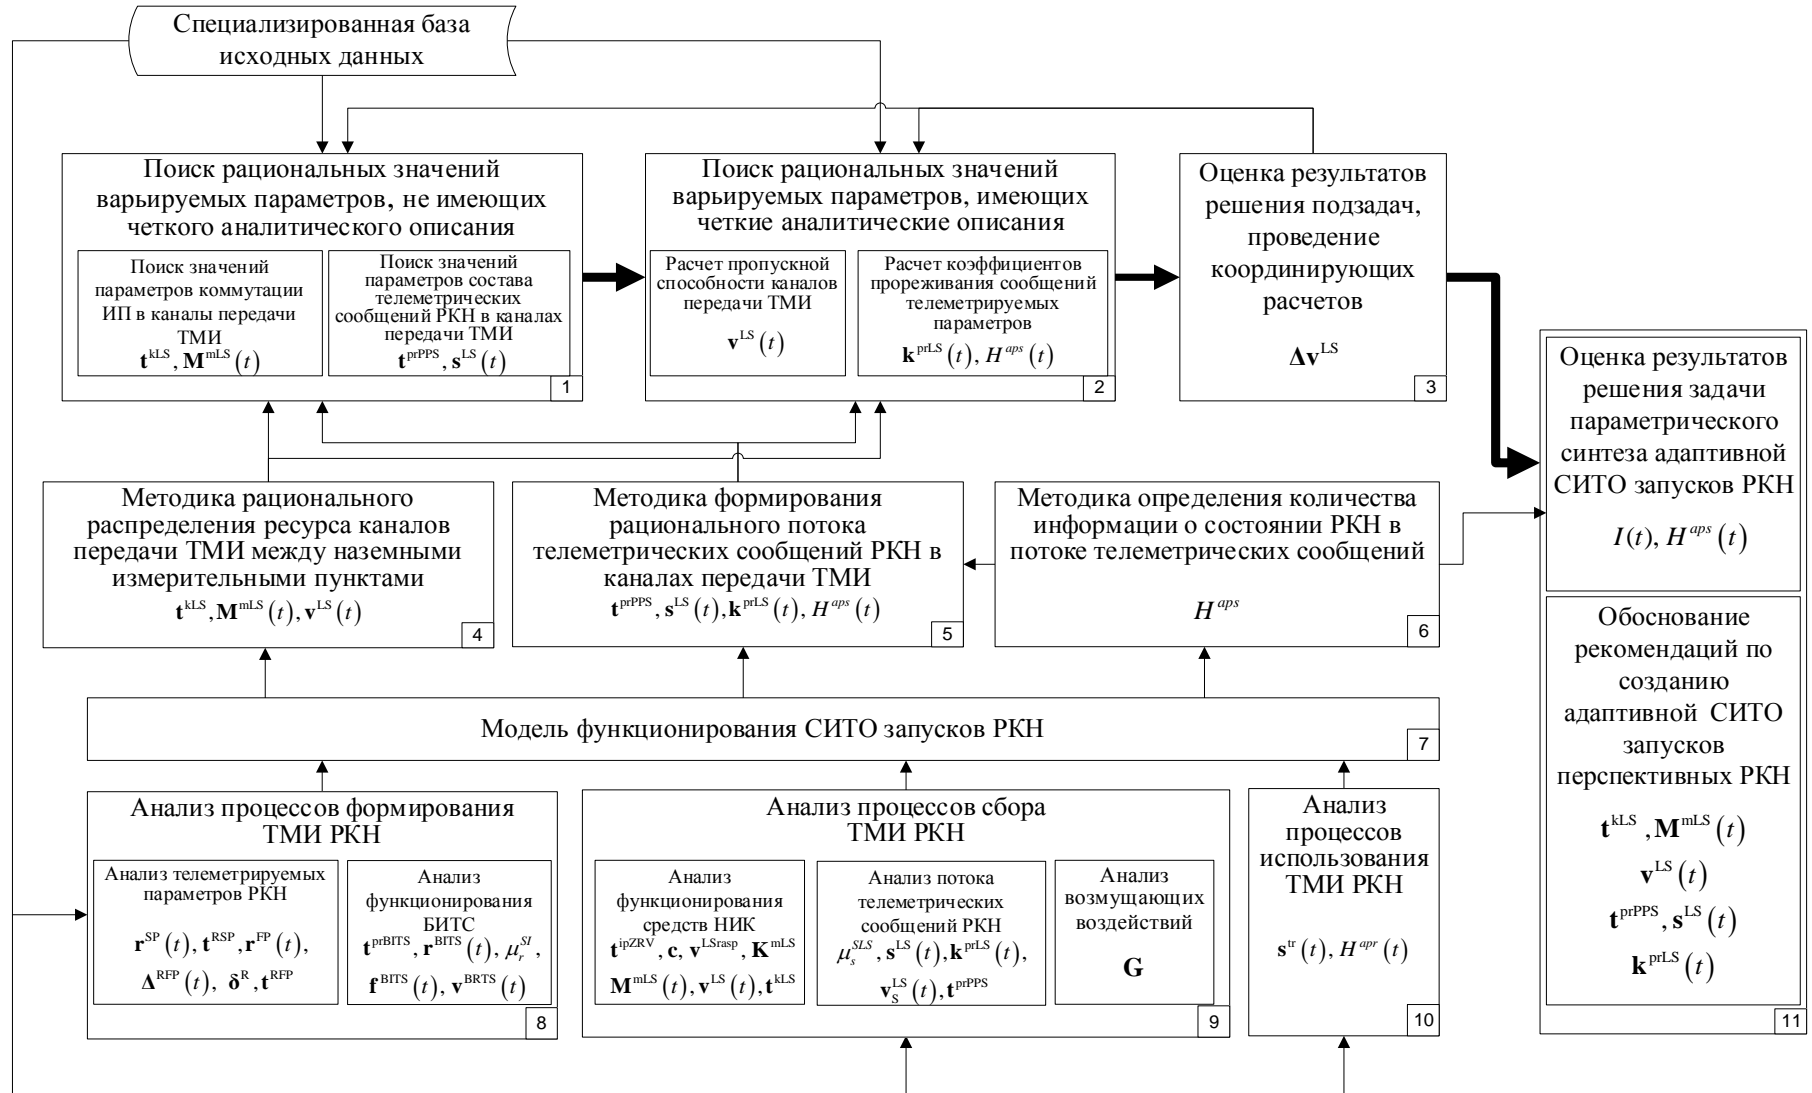 Специализированная база
исходных данных
Поиск рациональных значений
варьируемых параметров, не имеющих
четкого аналитического описания
Поиск значений
параметров коммутации
ИП в каналы передачи
ТМИ
t^kLS, M^mLS(t)
Поиск значений
параметров состава
телеметрических
сообщений РКН в каналах
передачи ТМИ
t^prPPS, s^LS(t)
1
Поиск рациональных значений
варьируемых параметров, имеющих
четкие аналитические описания
Расчет пропускной
способности каналов
передачи ТМИ
v^LS(t)
Расчет коэффициентов
прореживания сообщений
телеметрируемых
параметров
k^prLS(t), H^aps(t)
2
Оценка результатов
решения подзадач,
проведение
координирующих
расчетов
Δv^LS
3
Методика рационального
распределения ресурса каналов
передачи ТМИ между наземными
измерительными пунктами
t^kLS, M^mLS(t), v^LS(t)
4
Методика формирования
рационального потока
телеметрических сообщений РКН в
каналах передачи ТМИ
t^prPPS, s^LS(t), k^prLS(t), H^aps(t)
5
Методика определения количества
информации о состоянии РКН в
потоке телеметрических сообщений
H^aps
6
Модель функционирования СИТО запусков РКН
7
Анализ процессов формирования
ТМИ РКН
Анализ телеметрируемых
параметров РКН
r^SP(t), t^RSP, r^FP(t),
Δ^RFP(t), δ^R, t^RFP
Анализ
функционирования
БИТС
t^prBITS, r^BITS(t), μ_r^SI,
f^BITS(t), v^BRTS(t)
8
Анализ процессов сбора
ТМИ РКН
Анализ
функционирования
средств НИК
t^ipZRV, c, v^LSrasp, K^mLS
M^mLS(t), v^LS(t), t^kLS
Анализ потока
телеметрических
сообщений РКН
μ_s^SLS, s^LS(t), k^prLS(t),
v_S^LS(t), t^prPPS
Анализ
возмущающих
воздействий
G
9
Анализ
процессов
использования
ТМИ РКН
s^tr(t), H^apr(t)
10
Оценка результатов
решения задачи
параметрического
синтеза адаптивной
СИТО запусков РКН
I(t), H^aps(t)
Обоснование
рекомендаций по
созданию
адаптивной СИТО
запусков
перспективных РКН
t^kLS, M^mLS(t)
v^LS(t)
t^prPPS, s^LS(t)
k^prLS(t)
11